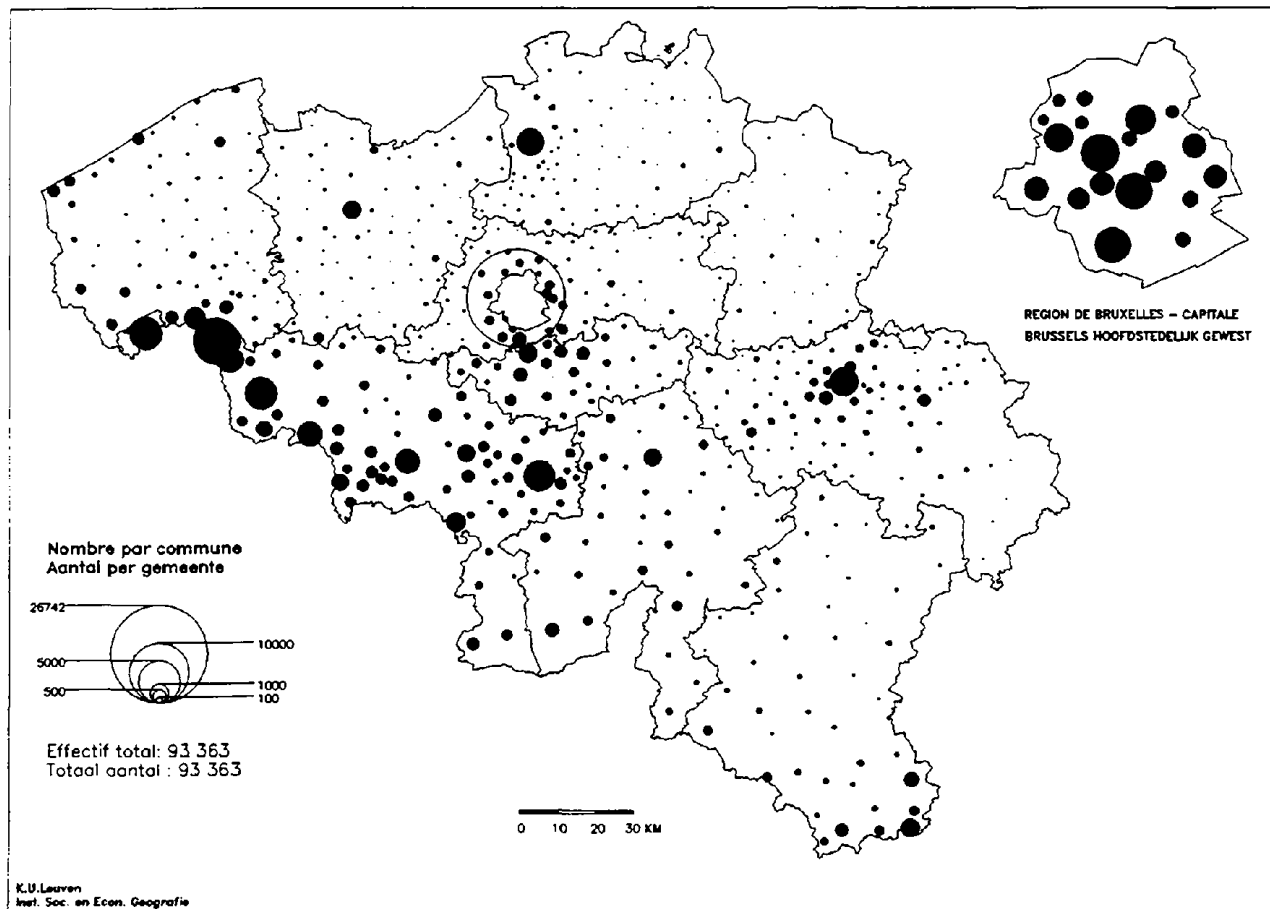 REGION DE BRUXELLES - CAPITALE
BRUSSELS HOOFDSTEDELIJK GEWEST
Nombre par commune
Aantal per gemeente
26742
10000
5000
1000
500
100
Effectif total: 93 363
Totaal aantal : 93 363
0 10 20 30 KM
K.U.Leuven
Inst. Soc. en Econ. Geografie